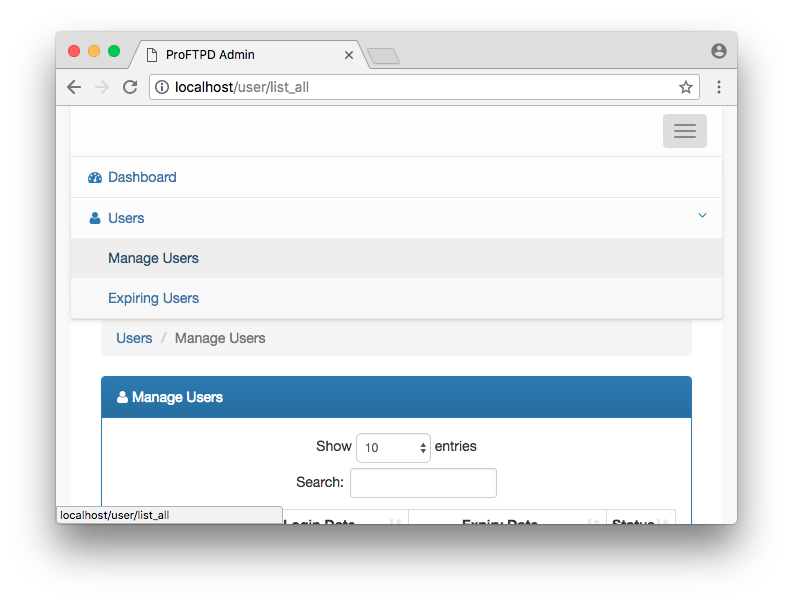 ProFTPD Admin
localhost/user/list_all
Dashboard
Users
Manage Users
Expiring Users
Users / Manage Users
Manage Users
Show 10 entries
Search:
Login Date Expiry Date Status
localhost/user/list_all